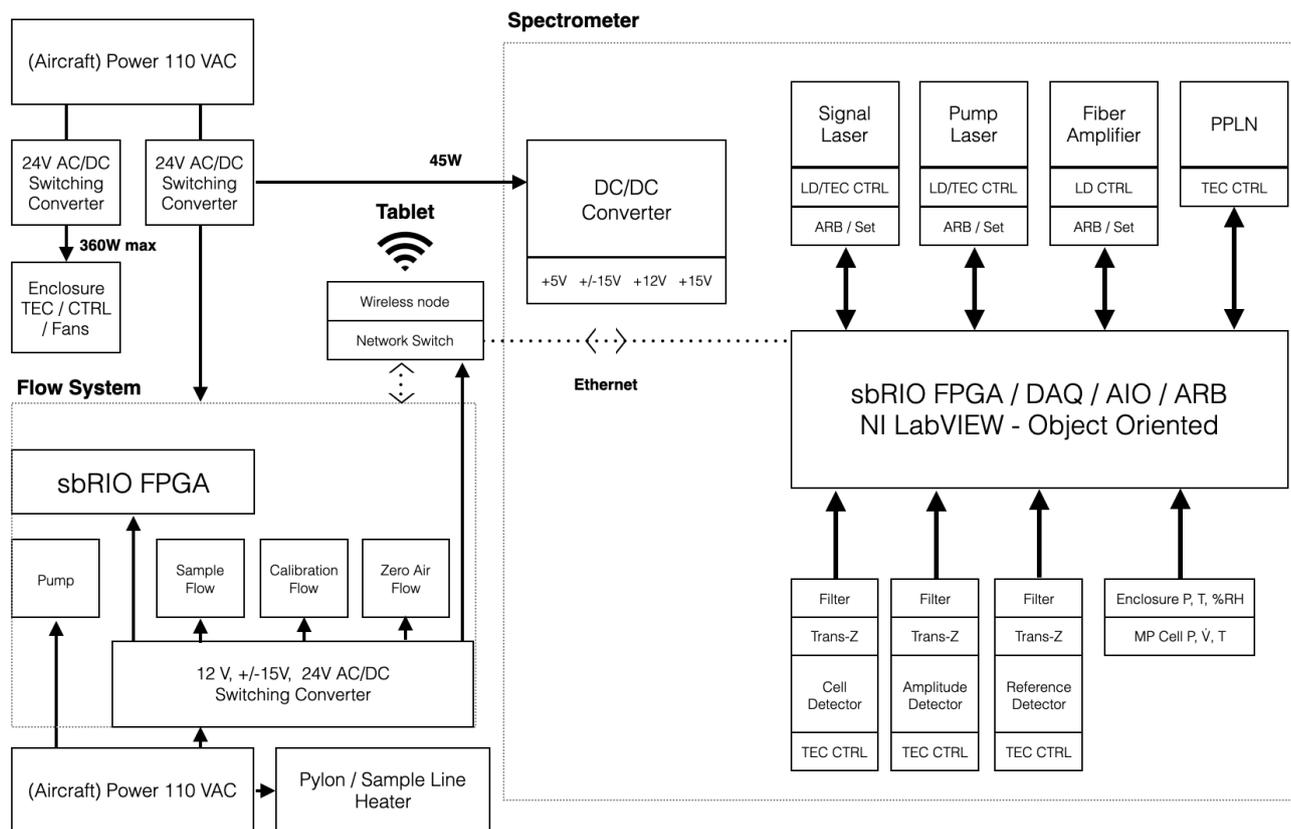 Spectrometer
(Aircraft) Power 110 VAC
24V AC/DC
Switching
Converter
24V AC/DC
Switching
Converter
360W max
Enclosure
TEC / CTRL
/ Fans
45W
Tablet
Wireless node
Network Switch
Ethernet
DC/DC
Converter
+5V +/-15V +12V +15V
Signal
Laser
LD/TEC CTRL
ARB / Set
Pump
Laser
LD/TEC CTRL
ARB / Set
Fiber
Amplifier
LD CTRL
ARB / Set
PPLN
TEC CTRL
sbRIO FPGA / DAQ / AIO / ARB
NI LabVIEW - Object Oriented
Filter
Trans-Z
Cell
Detector
TEC CTRL
Filter
Trans-Z
Amplitude
Detector
TEC CTRL
Filter
Trans-Z
Reference
Detector
TEC CTRL
Enclosure P, T, %RH
MP Cell P, V̇, T
Flow System
sbRIO FPGA
Pump
Sample
Flow
Calibration
Flow
Zero Air
Flow
12 V, +/-15V, 24V AC/DC
Switching Converter
(Aircraft) Power 110 VAC
Pylon / Sample Line
Heater